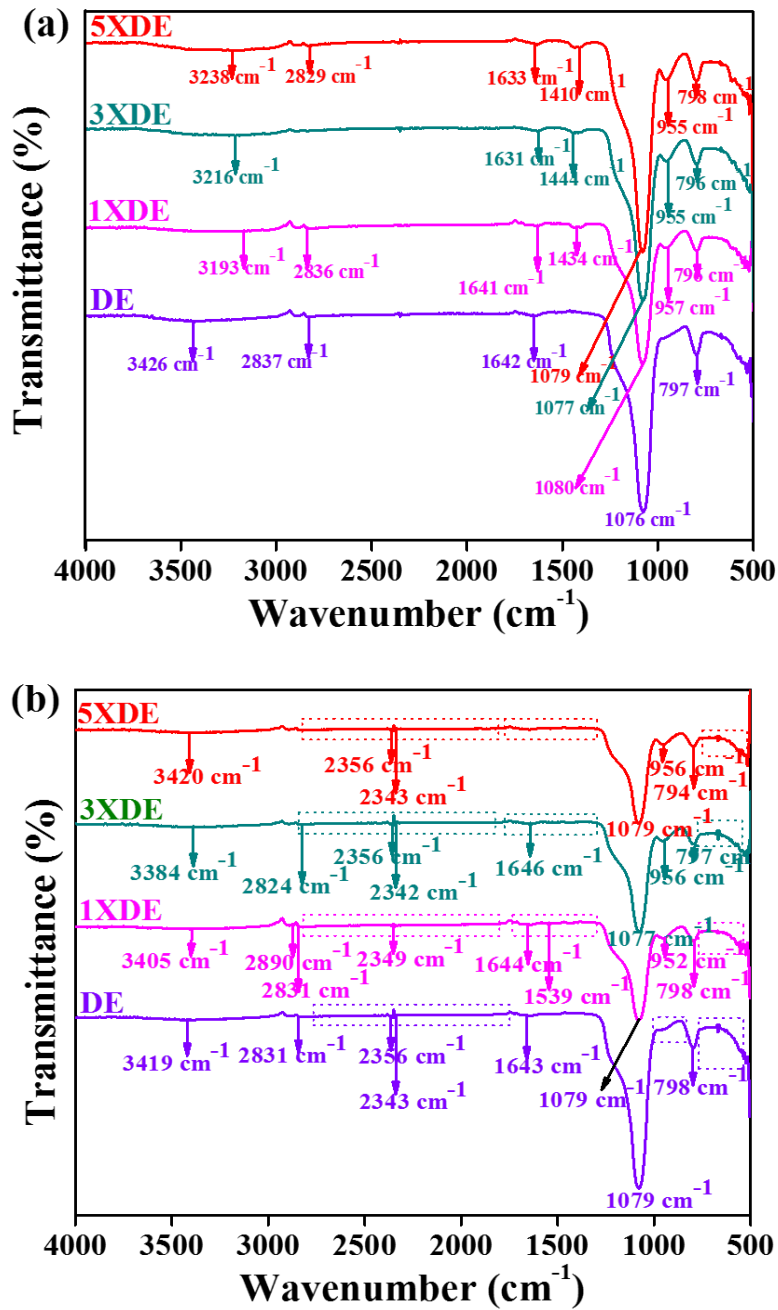 (a)
5XDE
3238 cm-1
2829 cm-1
1633 cm-1
1410 cm-1
798 cm-1
955 cm-1
3XDE
3216 cm-1
1631 cm-1
1444 cm-1
796 cm-1
955 cm-1
1XDE
3193 cm-1
2836 cm-1
1641 cm-1
1434 cm-1
796 cm-1
957 cm-1
DE
3426 cm-1
2837 cm-1
1642 cm-1
1079 cm-1
1077 cm-1
797 cm-1
1080 cm-1
1076 cm-1
Transmittance (%)
4000 3500 3000 2500 2000 1500 1000 500
Wavenumber (cm-1)
(b)
5XDE
3420 cm-1
2356 cm-1
2343 cm-1
956 cm-1
794 cm-1
1079 cm-1
3XDE
3384 cm-1
2824 cm-1
2356 cm-1
2342 cm-1
1646 cm-1
797 cm-1
956 cm-1
1077 cm-1
1XDE
3405 cm-1
2890 cm-1
2831 cm-1
2349 cm-1
1644 cm-1
1539 cm-1
952 cm-1
798 cm-1
DE
3419 cm-1
2831 cm-1
2356 cm-1
2343 cm-1
1643 cm-1
1079 cm-1
798 cm-1
1079 cm-1
Transmittance (%)
4000 3500 3000 2500 2000 1500 1000 500
Wavenumber (cm-1)